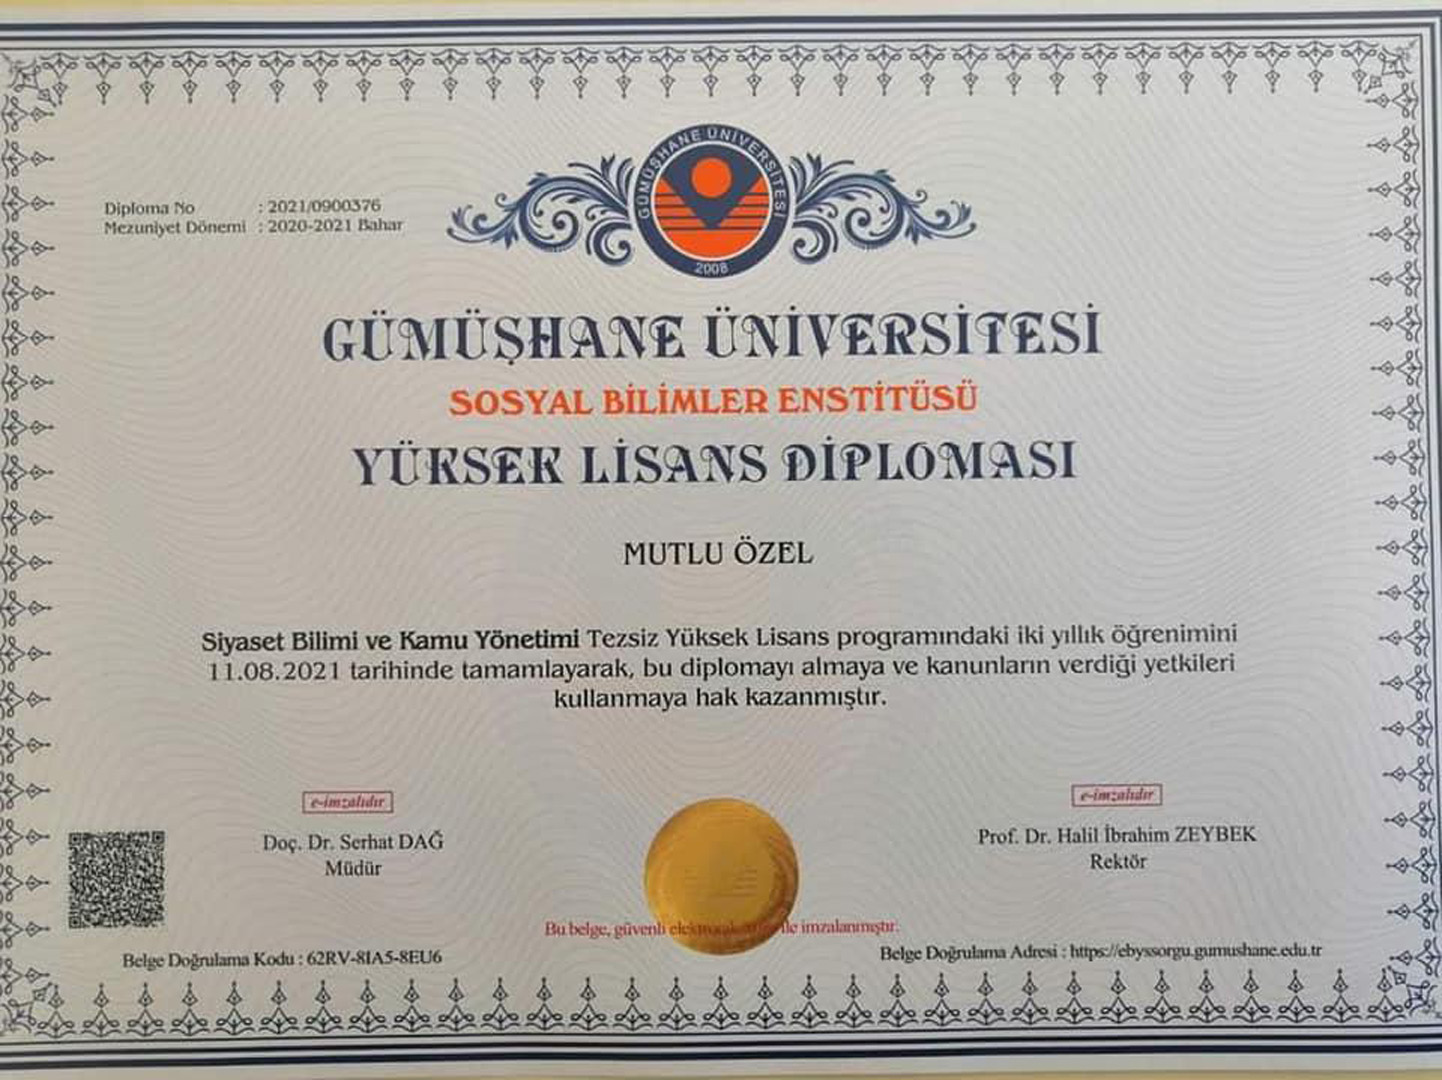 GÜMÜŞHANE ÜNİVERSİTESİ
2008
Diploma No : 2021/0900376
Mezuniyet Dönemi : 2020-2021 Bahar
GÜMÜŞHANE ÜNİVERSİTESİ
SOSYAL BİLİMLER ENSTİTÜSÜ
YÜKSEK LİSANS DİPLOMASI
MUTLU ÖZEL
Siyaset Bilimi ve Kamu Yönetimi Tezsiz Yüksek Lisans programındaki iki yıllık öğrenimini
11.08.2021 tarihinde tamamlayarak, bu diplomayı almaya ve kanunların verdiği yetkileri
kullanmaya hak kazanmıştır.
e-imzalıdır
Doç. Dr. Serhat DAĞ
Müdür
e-imzalıdır
Prof. Dr. Halil İbrahim ZEYBEK
Rektör
Bu belge, güvenli ile imzalanmıştır.
Belge Doğrulama Kodu : 62RV-8IA5-8EU6
Belge Doğrulama Adresi : https://ebyssorgu.gumushane.edu.tr